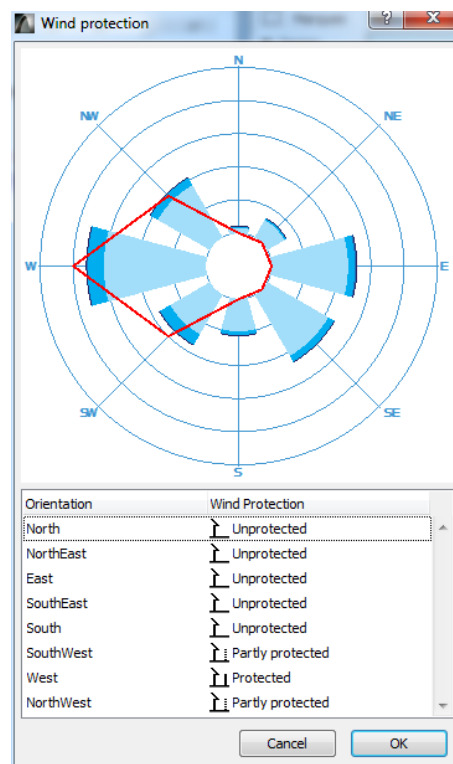 Wind protection
N
NW NE
W E
SW SE
S
Orientation Wind Protection
North Unprotected
NorthEast Unprotected
East Unprotected
SouthEast Unprotected
South Unprotected
SouthWest Partly protected
West Protected
NorthWest Partly protected
Cancel OK